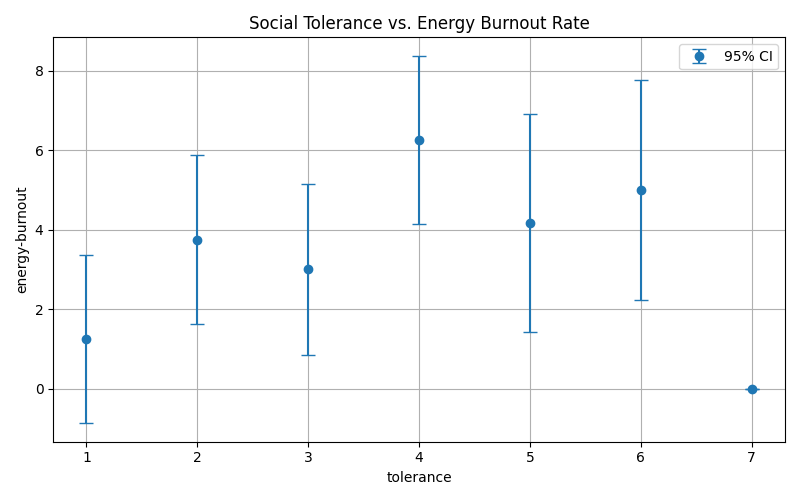 Social Tolerance vs. Energy Burnout Rate
95% CI
energy-burnout
8
6
4
2
0
1 2 3 4 5 6 7
tolerance